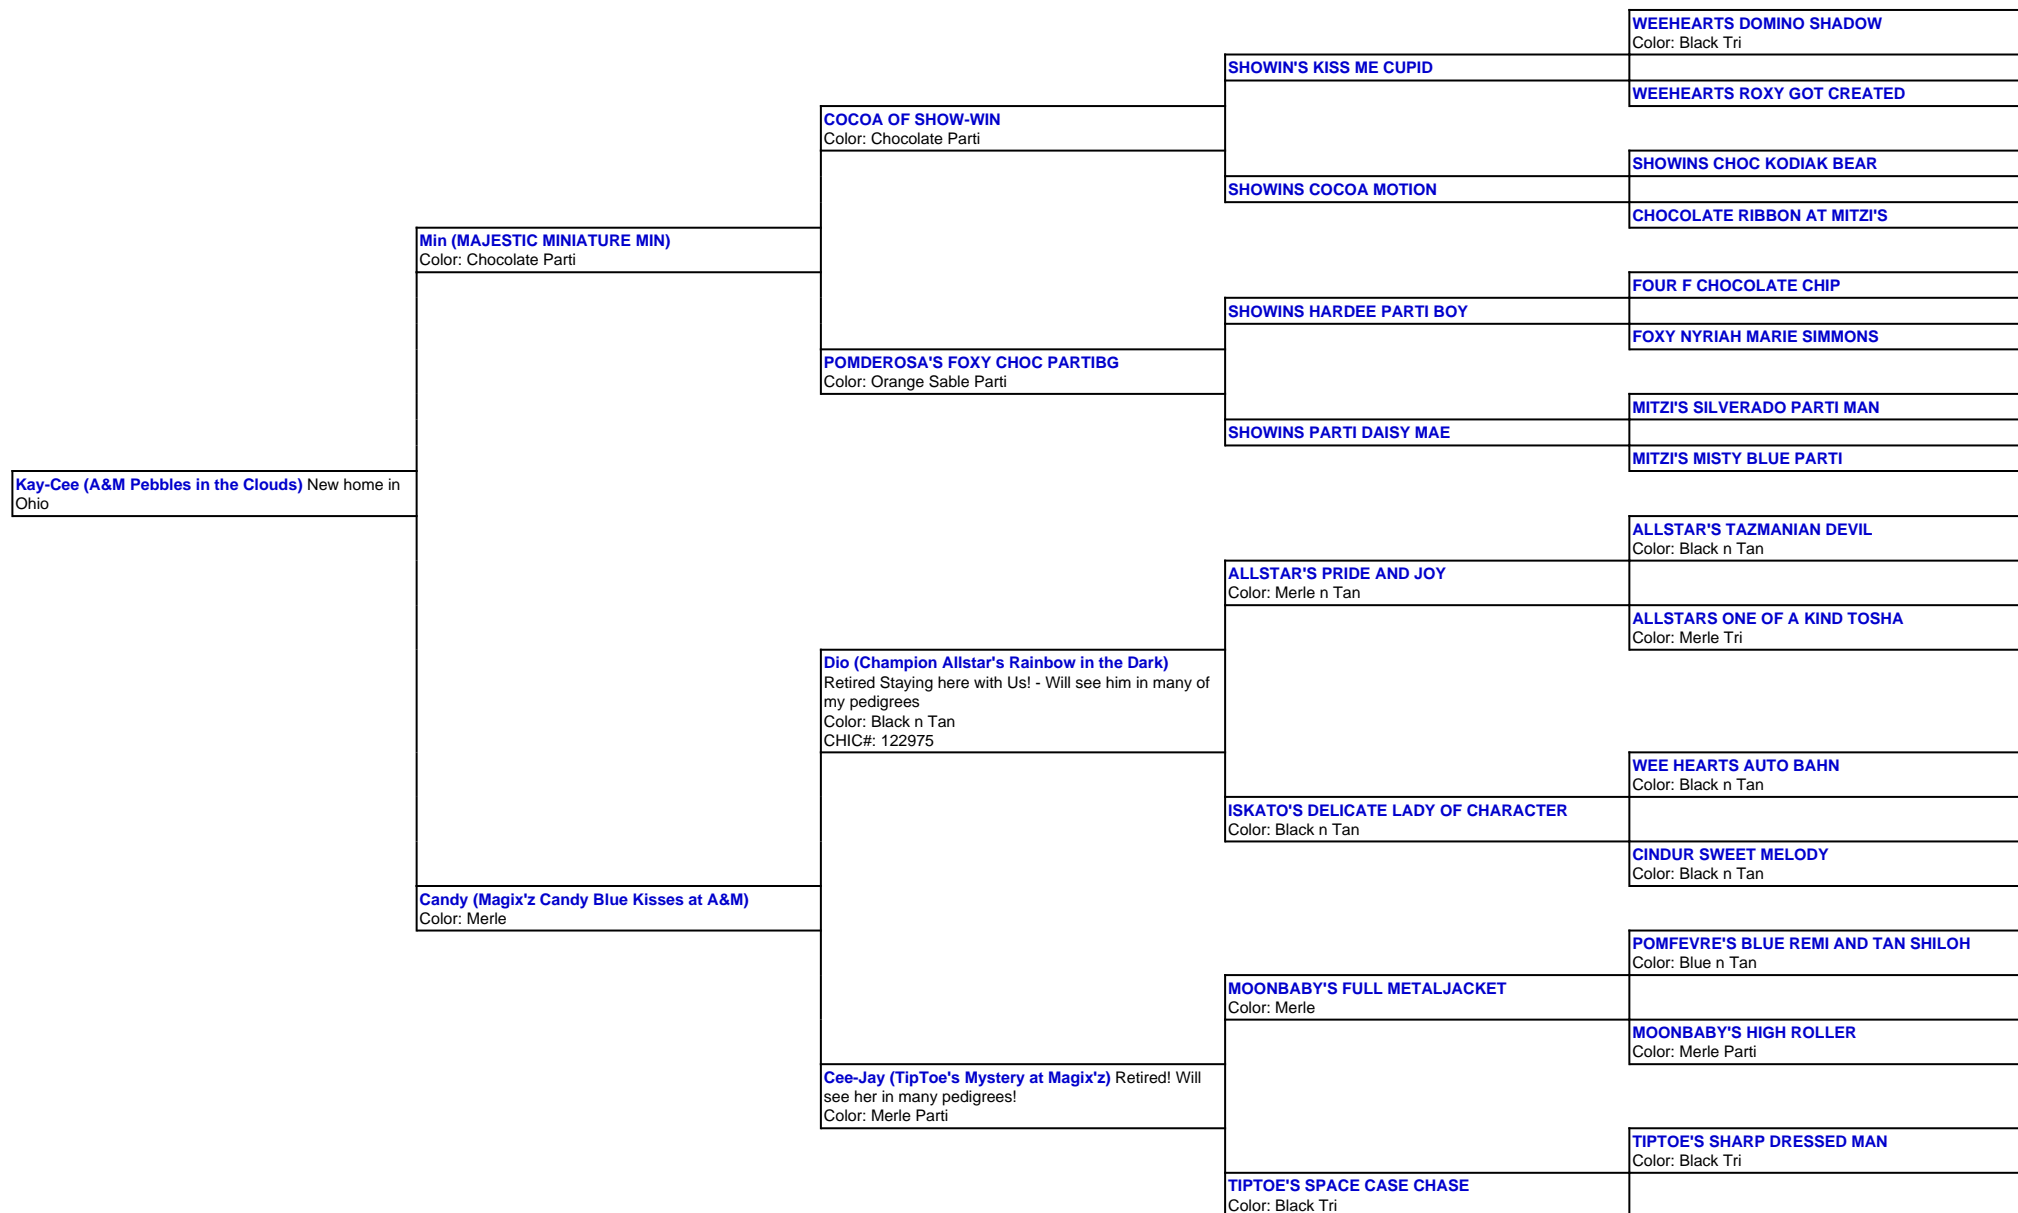 WEEHEARTS DOMINO SHADOW
Color: Black Tri
SHOWIN'S KISS ME CUPID
WEEHEARTS ROXY GOT CREATED
COCOA OF SHOW-WIN
Color: Chocolate Parti
SHOWINS CHOC KODIAK BEAR
SHOWINS COCOA MOTION
CHOCOLATE RIBBON AT MITZI'S
Min (MAJESTIC MINIATURE MIN)
Color: Chocolate Parti
FOUR F CHOCOLATE CHIP
SHOWINS HARDEE PARTI BOY
FOXY NYRIAH MARIE SIMMONS
POMDEROSA'S FOXY CHOC PARTIBG
Color: Orange Sable Parti
MITZI'S SILVERADO PARTI MAN
SHOWINS PARTI DAISY MAE
MITZI'S MISTY BLUE PARTI
Kay-Cee (A&M Pebbles in the Clouds) New home in
Ohio
ALLSTAR'S TAZMANIAN DEVIL
Color: Black n Tan
ALLSTAR'S PRIDE AND JOY
Color: Merle n Tan
ALLSTARS ONE OF A KIND TOSHA
Color: Merle Tri
Dio (Champion Allstar's Rainbow in the Dark)
Retired Staying here with Us! - Will see him in many of
my pedigrees
Color: Black n Tan
CHIC#: 122975
WEE HEARTS AUTO BAHN
Color: Black n Tan
ISKATO'S DELICATE LADY OF CHARACTER
Color: Black n Tan
CINDUR SWEET MELODY
Color: Black n Tan
Candy (Magix'z Candy Blue Kisses at A&M)
Color: Merle
POMFEVRE'S BLUE REMI AND TAN SHILOH
Color: Blue n Tan
MOONBABY'S FULL METALJACKET
Color: Merle
MOONBABY'S HIGH ROLLER
Color: Merle Parti
Cee-Jay (TipToe's Mystery at Magix'z) Retired! Will
see her in many pedigrees!
Color: Merle Parti
TIPTOE'S SHARP DRESSED MAN
Color: Black Tri
TIPTOE'S SPACE CASE CHASE
Color: Black Tri